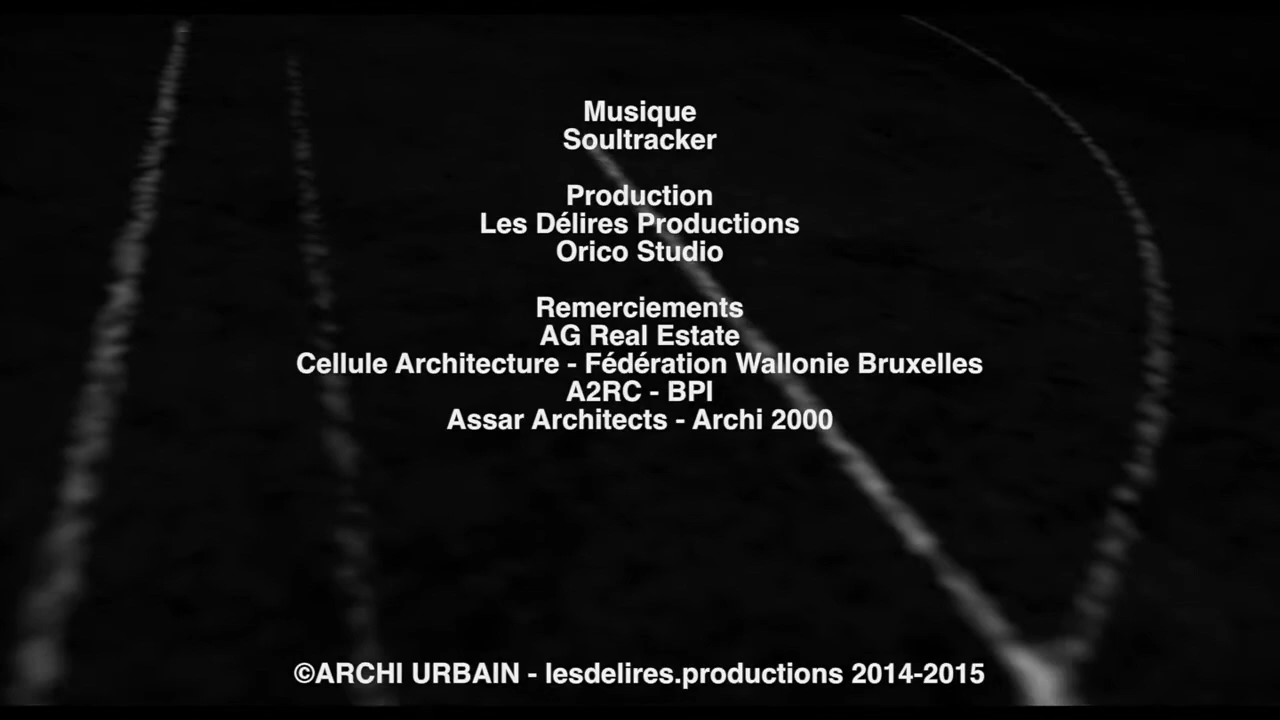 Musique
Soultracker
Production
Les Délires Productions
Orico Studio
Remerciements
AG Real Estate
Cellule Architecture - Fédération Wallonie Bruxelles
A2RC - BPI
Assar Architects - Archi 2000
©ARCHI URBAIN - lesdelires.productions 2014-2015